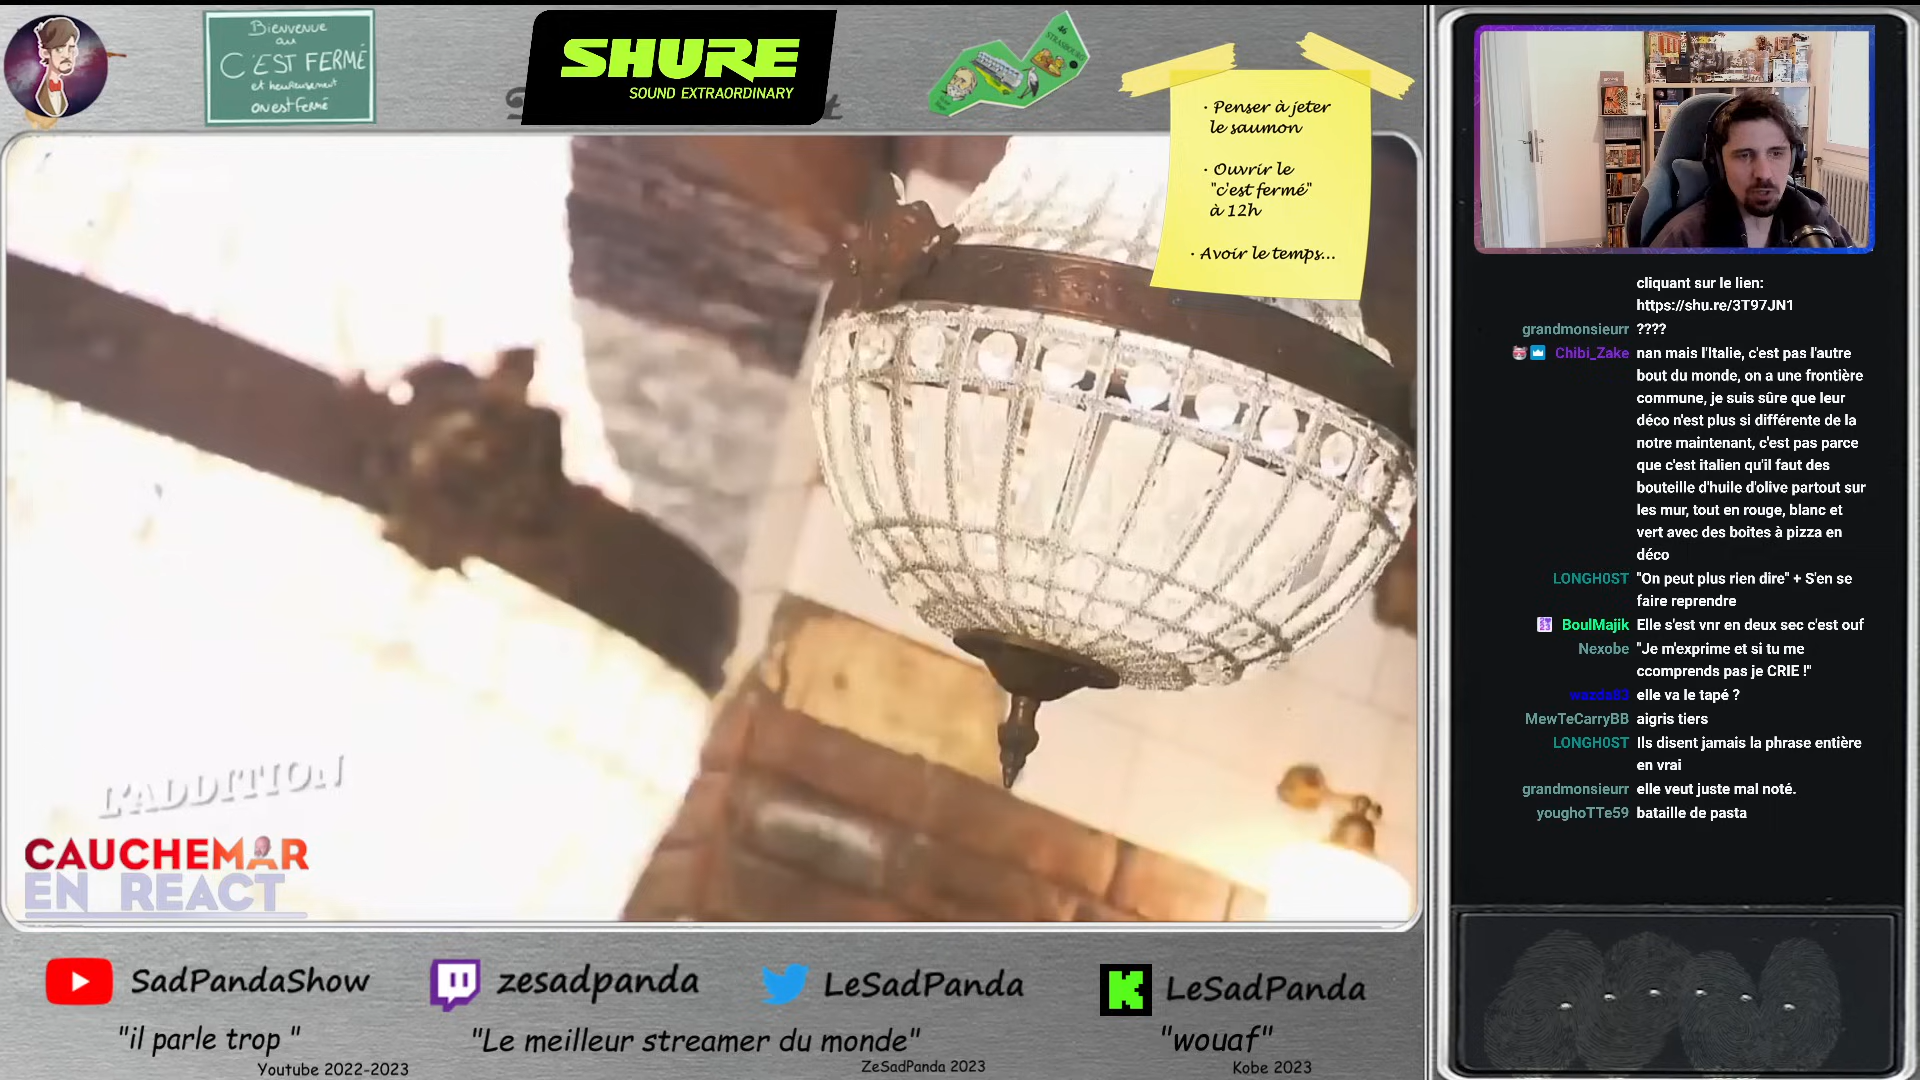 Bienvenue
au
C'EST FERMÉ
et heureusement
on est fermé
SHURE
SOUND EXTRAORDINARY
STRASBOURG
· Penser à jeter
le saumon
· Ouvrir le
"c'est fermé"
à 12h
· Avoir le temps...
cliquant sur le lien:
https://shu.re/3T97JN1
grandmonsieurr ????
Chibi_Zake nan mais l'Italie, c'est pas l'autre
bout du monde, on a une frontière
commune, je suis sûre que leur
déco n'est plus si différente de la
notre maintenant, c'est pas parce
que c'est italien qu'il faut des
bouteille d'huile d'olive partout sur
les mur, tout en rouge, blanc et
vert avec des boites à pizza en
déco
LONGH0ST "On peut plus rien dire" + S'en se
faire reprendre
BoulMajik Elle s'est vnr en deux sec c'est ouf
Nexobe "Je m'exprime et si tu me
ccomprends pas je CRIE !"
wazda83 elle va le tapé ?
MewTeCarryBB aigris tiers
LONGH0ST Ils disent jamais la phrase entière
en vrai
grandmonsieurr elle veut juste mal noté.
youghoTTe59 bataille de pasta
L'ADDITION
CAUCHEMAR
EN REACT
SadPandaShow
zesadpanda
LeSadPanda
LeSadPanda
"il parle trop "
Youtube 2022-2023
"Le meilleur streamer du monde"
ZeSadPanda 2023
"wouaf"
Kobe 2023